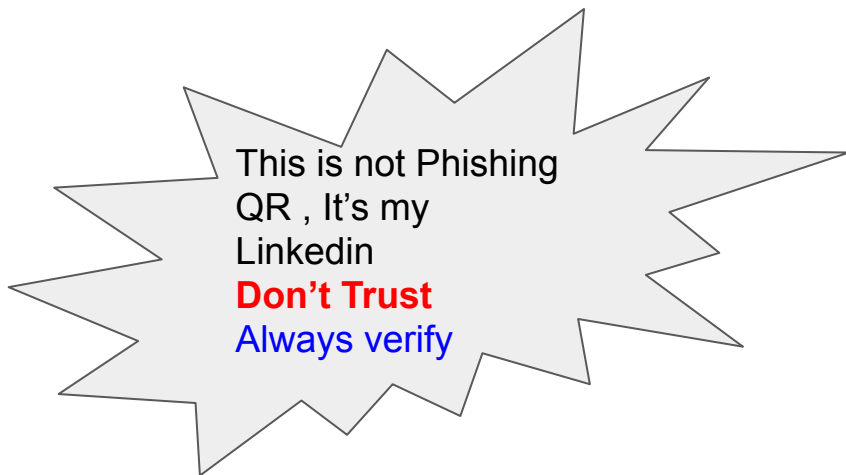 This is not Phishing
QR , It’s my
Linkedin
Don’t Trust
Always verify